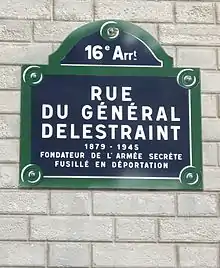 16e Arrt
RUE
DU GÉNÉRAL
DELESTRAINT
1879 - 1945
FONDATEUR DE L'ARMÉE SECRÈTE
FUSILLÉ EN DÉPORTATION